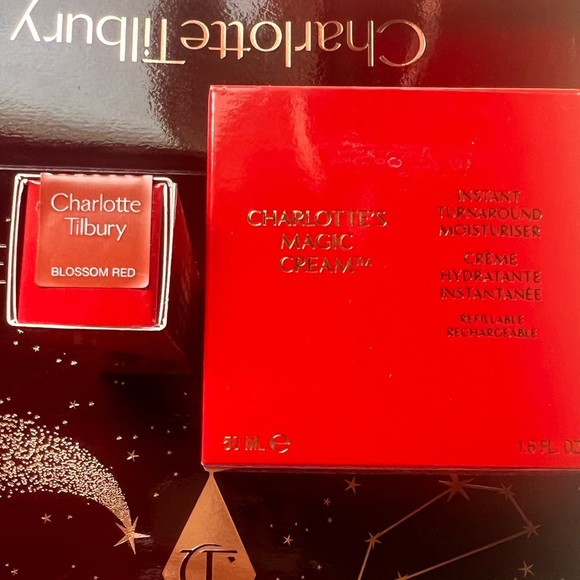 Charlotte Tilbury
Charlotte
Tilbury
BLOSSOM RED
CHARLOTTE'S
MAGIC
CREAM™
INSTANT
TURNAROUND
MOISTURISER
CRÈME
HYDRATANTE
INSTANTANÉE
REFILLABLE
RECHARGEABLE
50 ML ℮
1.6 FL. OZ
CT